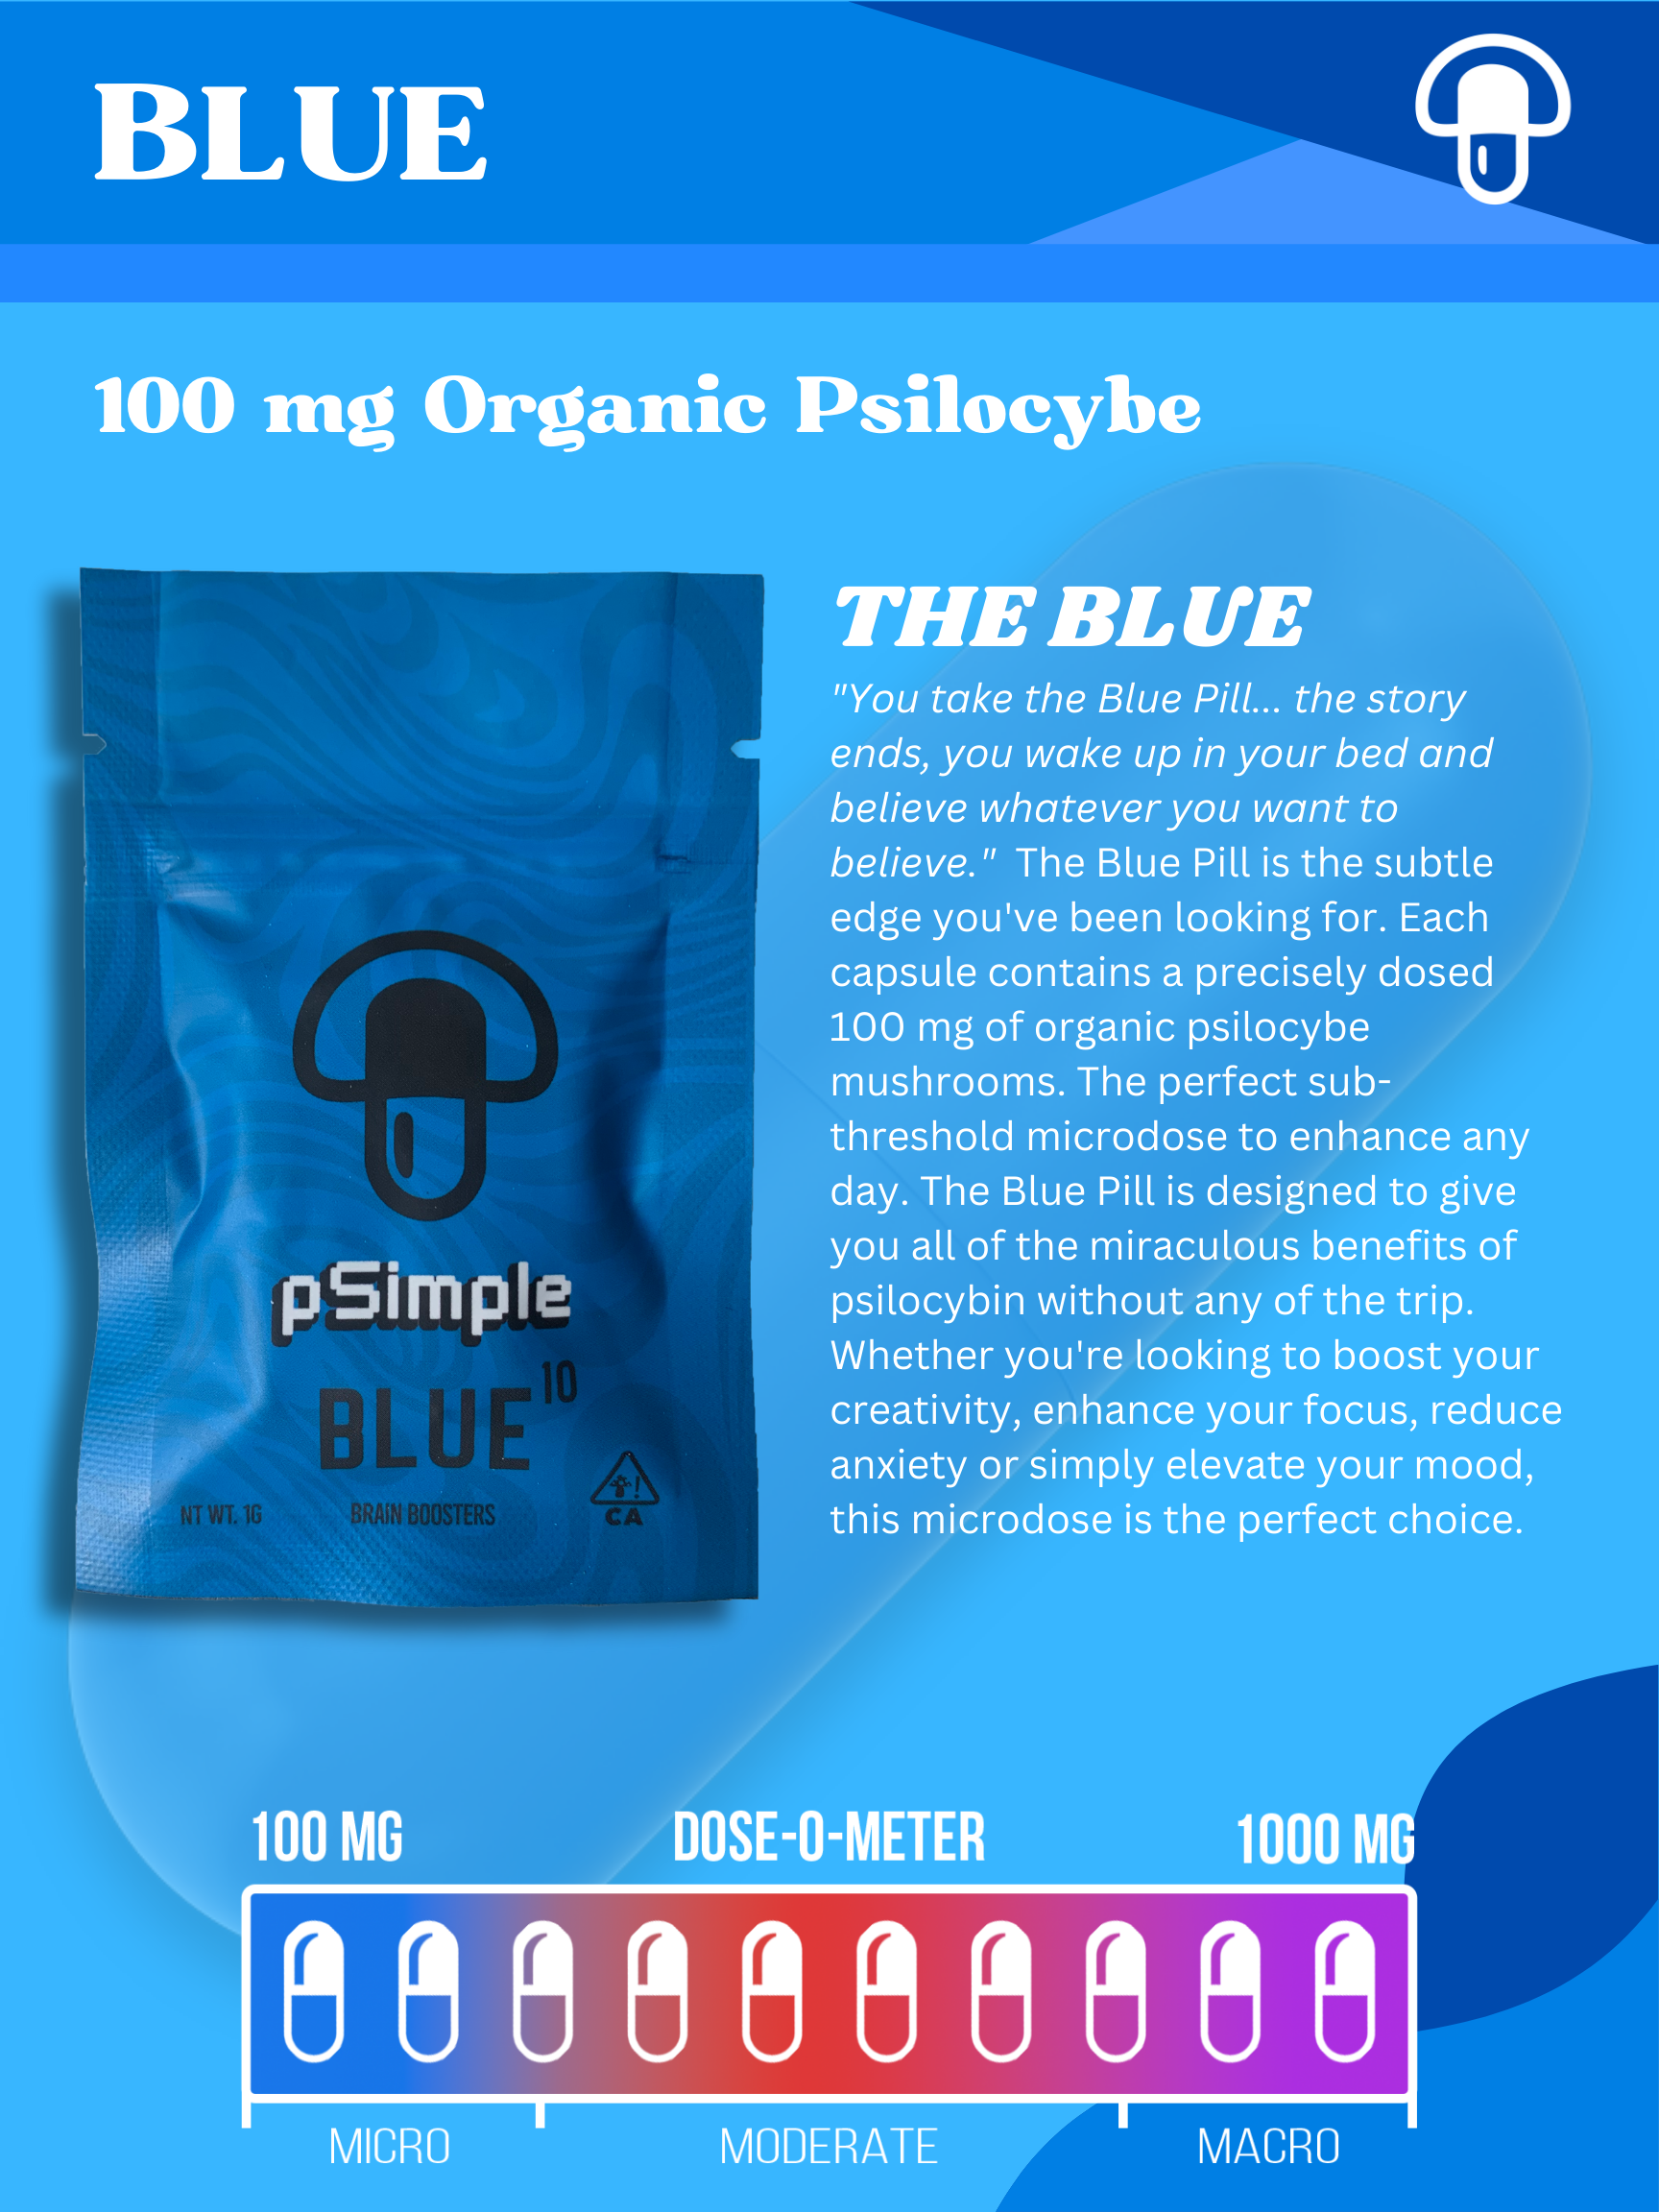 BLUE
100 mg Organic Psilocybe
THE BLUE
"You take the Blue Pill... the story
ends, you wake up in your bed and
believe whatever you want to
believe." The Blue Pill is the subtle
edge you've been looking for. Each
capsule contains a precisely dosed
100 mg of organic psilocybe
mushrooms. The perfect sub-
threshold microdose to enhance any
day. The Blue Pill is designed to give
you all of the miraculous benefits of
psilocybin without any of the trip.
Whether you're looking to boost your
creativity, enhance your focus, reduce
anxiety or simply elevate your mood,
this microdose is the perfect choice.
pSimple
BLUE 10
!
NT WT. 1G BRAIN BOOSTERS CA
100 MG DOSE-O-METER 1000 MG
MICRO MODERATE MACRO